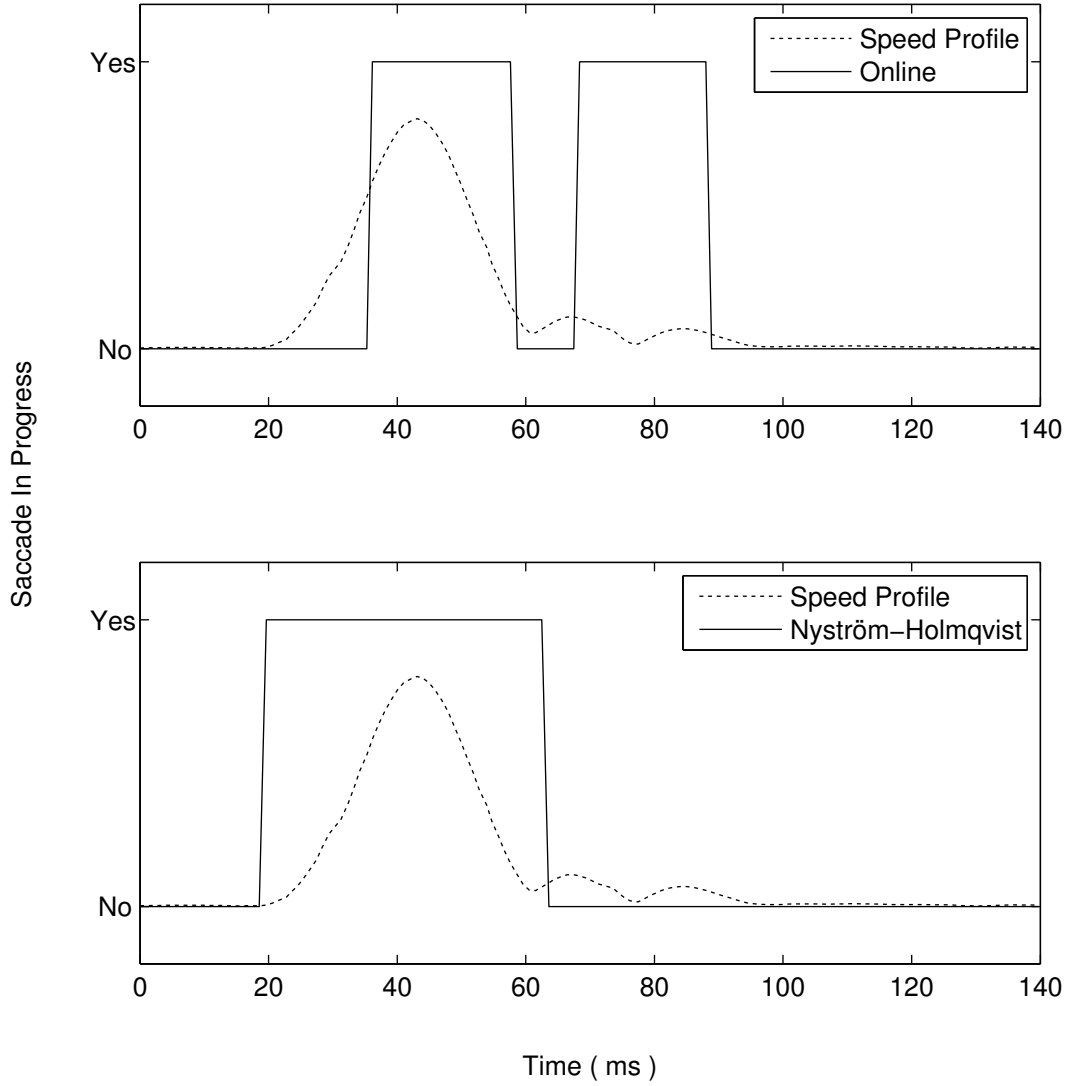 Speed Profile
Online
Yes
No
0 20 40 60 80 100 120 140
Saccade In Progress
Speed Profile
Nyström−Holmqvist
Yes
No
0 20 40 60 80 100 120 140
Time ( ms )